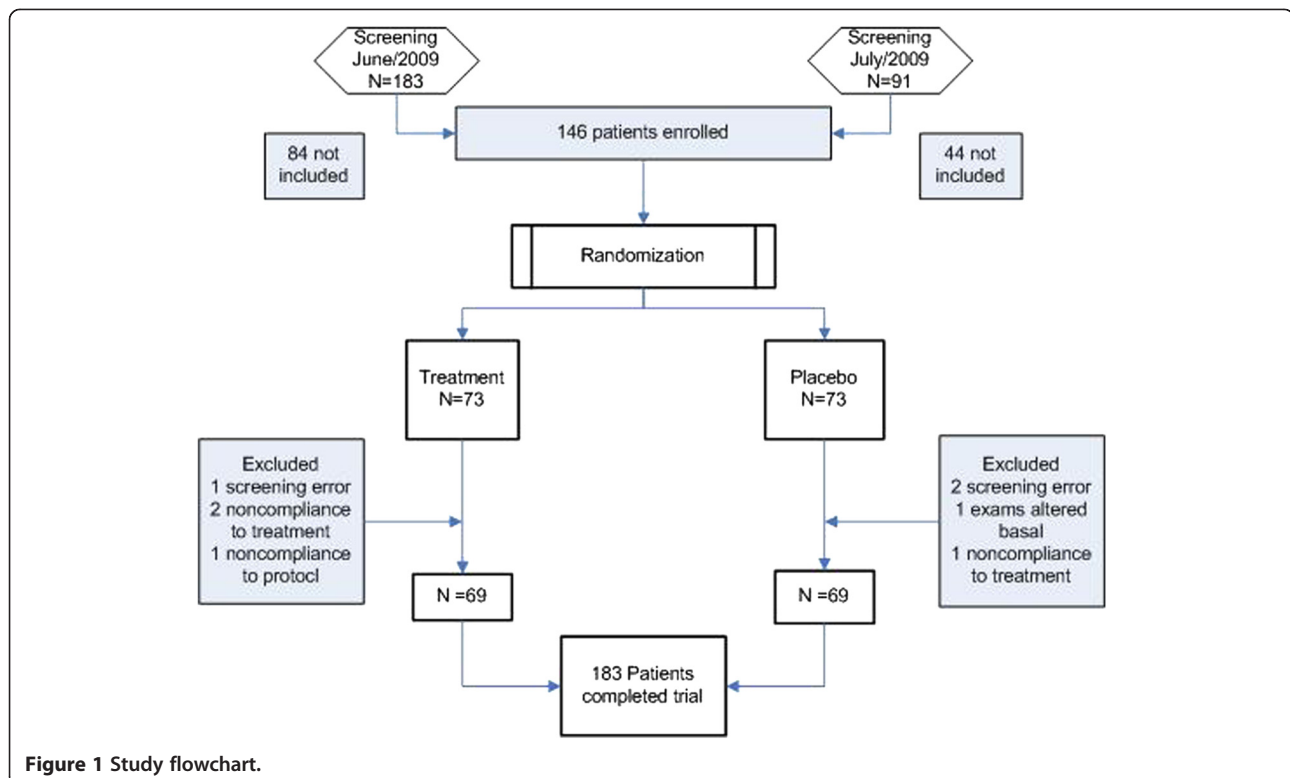 Screening
June/2009
N=183
Screening
July/2009
N=91
146 patients enrolled
84 not
included
44 not
included
Randomization
Treatment
N=73
Placebo
N=73
Excluded
1 screening error
2 noncompliance
to treatment
1 noncompliance
to protocl
Excluded
2 screening error
1 exams altered
basal
1 noncompliance
to treatment
N =69
N =69
183 Patients
completed trial
Figure 1 Study flowchart.